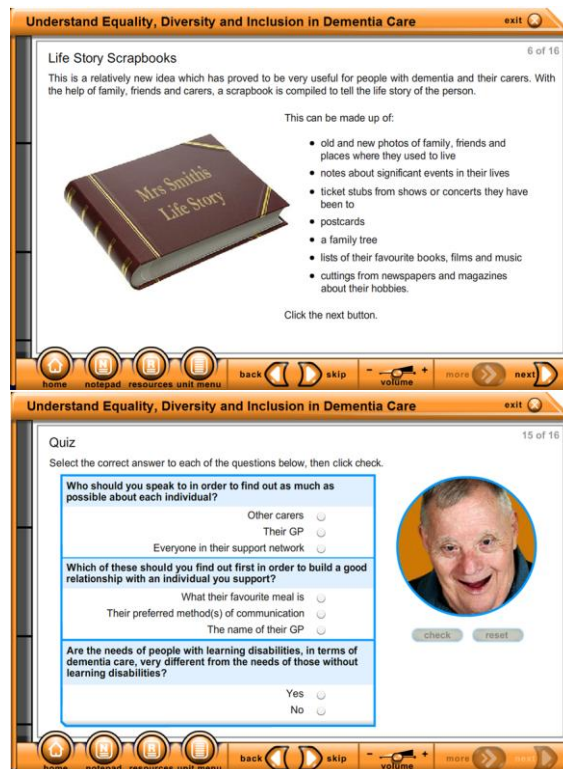 Understand Equality, Diversity and Inclusion in Dementia Care
exit
6 of 16
Life Story Scrapbooks
This is a relatively new idea which has proved to be very useful for people with dementia and their carers. With
the help of family, friends and carers, a scrapbook is compiled to tell the life story of the person.
This can be made up of:
• old and new photos of family, friends and
places where they used to live
• notes about significant events in their lives
• ticket stubs from shows or concerts they have
been to
• postcards
• a family tree
• lists of their favourite books, films and music
• cuttings from newspapers and magazines
about their hobbies.
Mrs Smith's
Life Story
Click the next button.
N R
home notepad resources unit menu back skip - + volume more next
Understand Equality, Diversity and Inclusion in Dementia Care
exit
15 of 16
Quiz
Select the correct answer to each of the questions below, then click check.
Who should you speak to in order to find out as much as
possible about each individual?
Other carers
Their GP
Everyone in their support network
Which of these should you find out first in order to build a good
relationship with an individual you support?
What their favourite meal is
Their preferred method(s) of communication
The name of their GP
Are the needs of people with learning disabilities, in terms of
dementia care, very different from the needs of those without
learning disabilities?
Yes
No
check reset
N R
home notepad resources unit menu back skip - + volume more next